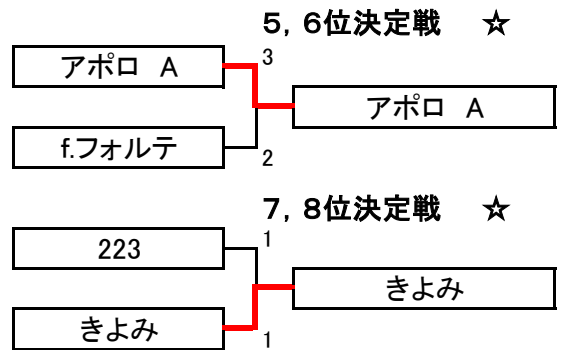 5，6位決定戦　☆
アポロ　A
3
アポロ　A
f.フォルテ
2
7，8位決定戦　☆
223
1
きよみ
きよみ
1